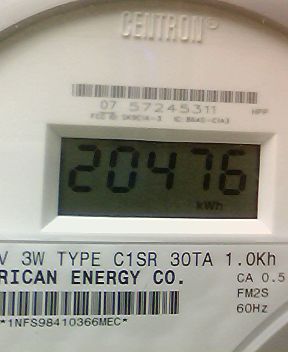 CENTRON®
07 57245311 HPP
20476
kWh
V 3W TYPE C1SR 30TA 1.0Kh
RICAN ENERGY CO. CA 0.5
FM2S
60Hz
*1NFS98410366MEC*